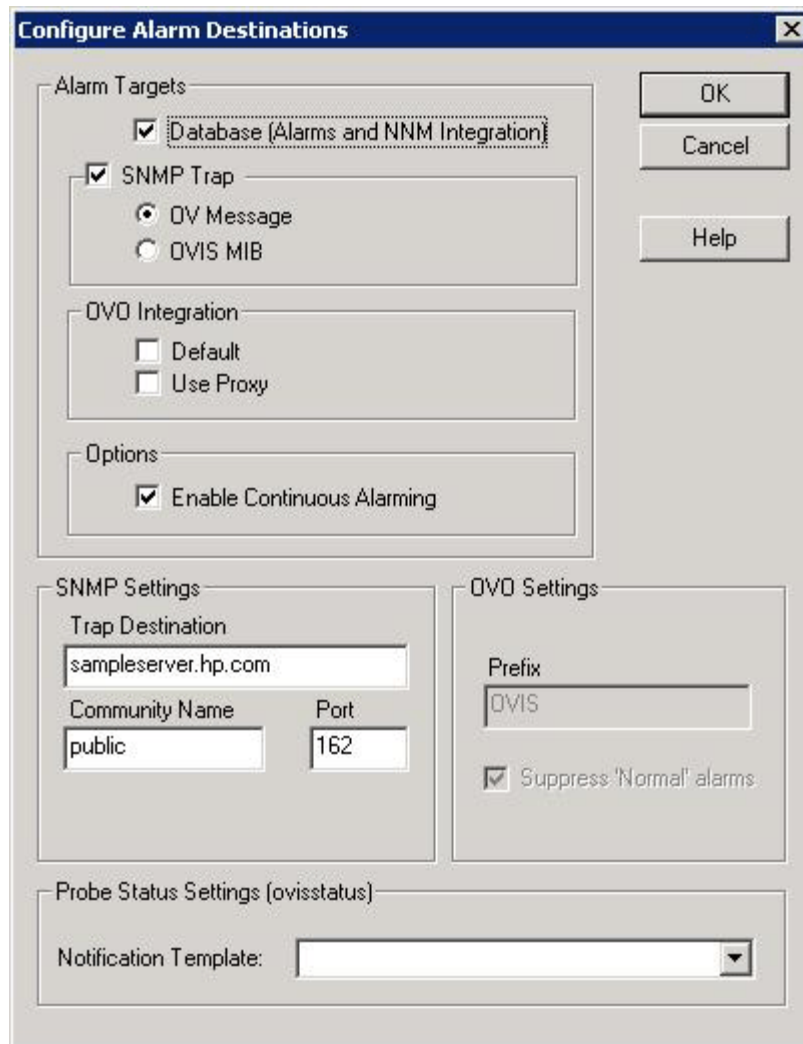 Configure Alarm Destinations
Alarm Targets
Database (Alarms and NNM Integration)
SNMP Trap
OV Message
OVIS MIB
OVO Integration
Default
Use Proxy
Options
Enable Continuous Alarming
OK
Cancel
Help
SNMP Settings
Trap Destination
sampleserver.hp.com
Community Name
Port
public
162
OVO Settings
Prefix
OVIS
Suppress 'Normal' alarms
Probe Status Settings (ovisstatus)
Notification Template: